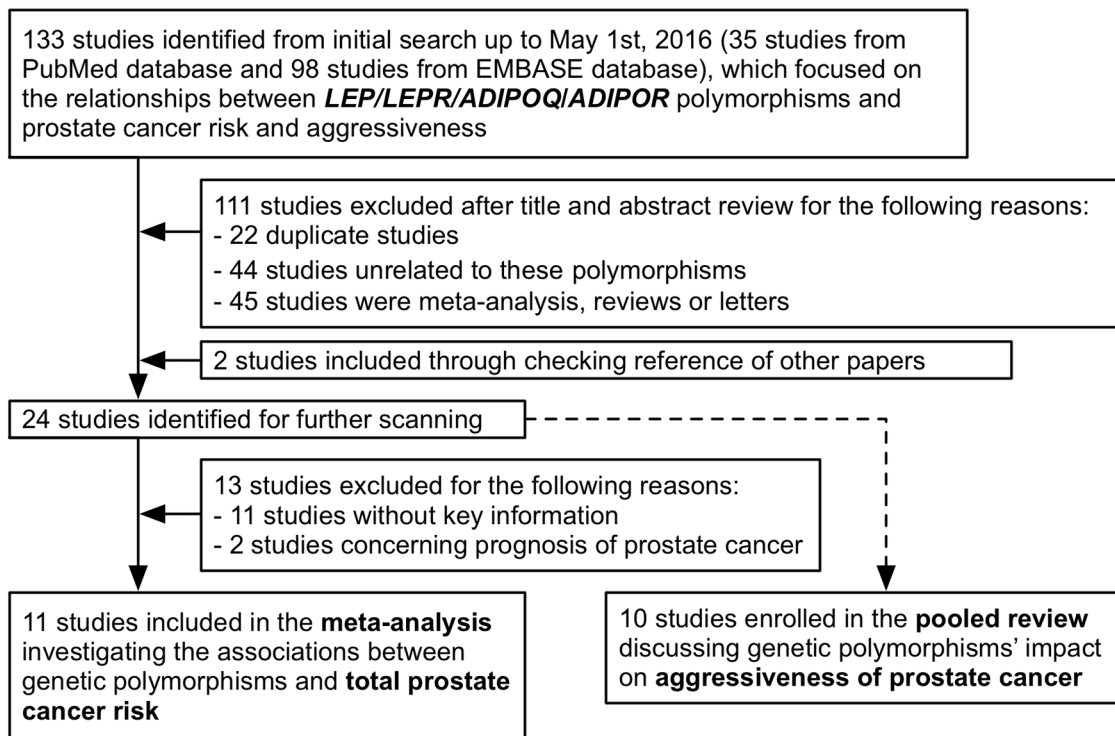 133 studies identified from initial search up to May 1st, 2016 (35 studies from
PubMed database and 98 studies from EMBASE database), which focused on
the relationships between LEP/LEPR/ADIPOQ/ADIPOR polymorphisms and
prostate cancer risk and aggressiveness
111 studies excluded after title and abstract review for the following reasons:
- 22 duplicate studies
- 44 studies unrelated to these polymorphisms
- 45 studies were meta-analysis, reviews or letters
2 studies included through checking reference of other papers
24 studies identified for further scanning
13 studies excluded for the following reasons:
- 11 studies without key information
- 2 studies concerning prognosis of prostate cancer
11 studies included in the meta-analysis
investigating the associations between
genetic polymorphisms and total prostate
cancer risk
10 studies enrolled in the pooled review
discussing genetic polymorphisms’ impact
on aggressiveness of prostate cancer